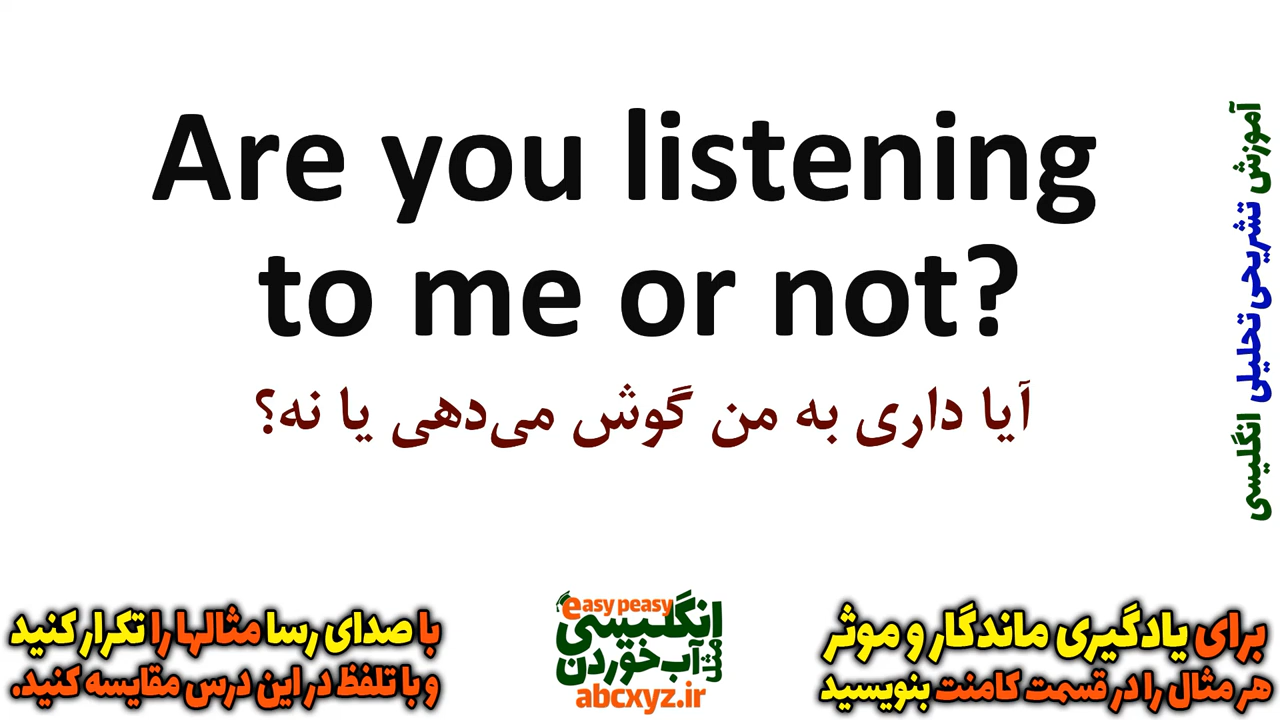 Are you listening
to me or not?
آیا داری به من گوش می‌دهی یا نه؟
آموزش تشریحی تحلیلی انگلیسی
برای یادگیری ماندگار و موثر
هر مثال را در قسمت کامنت بنویسید
easy peasy
انگلیسی
مثل آب خوردن
abcxyz.ir
با صدای رسا مثالها را تکرار کنید
و با تلفظ در این درس مقایسه کنید.